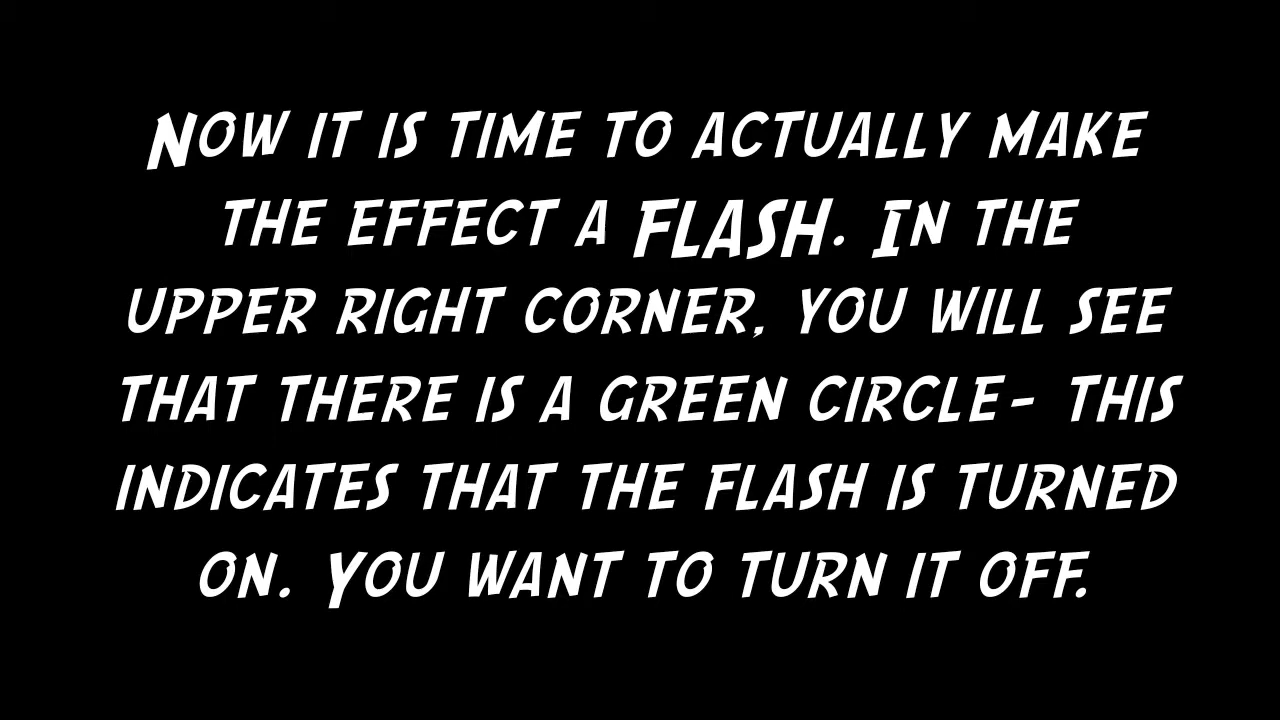 Now it is time to actually make
the effect a FLASH. In the
upper right corner, you will see
that there is a green circle- this
indicates that the flash is turned
on. You want to turn it off.